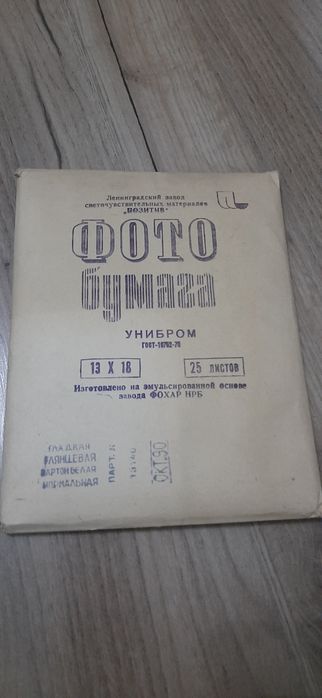 Ленинградский завод
светочувствительных материалов
„ПОЗИТИВ"
ФОТО
бумага
УНИБРОМ
ГОСТ-10752-79
13 X 18
25 листов
Изготовлено на эмульсированной основе
завода ФОХАР НРБ
ГЛАДКАЯ
ГЛЯНЦЕВАЯ
КАРТОН БЕЛАЯ
НОРМАЛЬНАЯ
ПАРТ. №
ОКТ.90